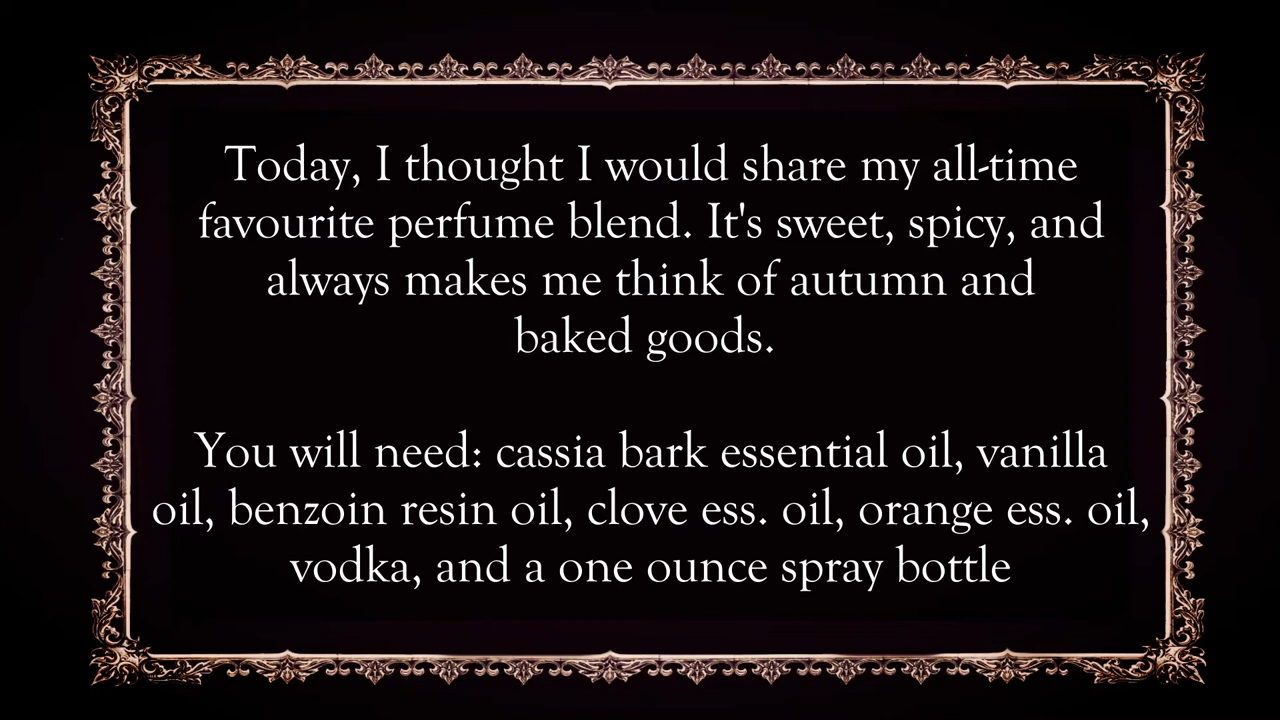 Today, I thought I would share my all-time
favourite perfume blend. It's sweet, spicy, and
always makes me think of autumn and
baked goods.
You will need: cassia bark essential oil, vanilla
oil, benzoin resin oil, clove ess. oil, orange ess. oil,
vodka, and a one ounce spray bottle